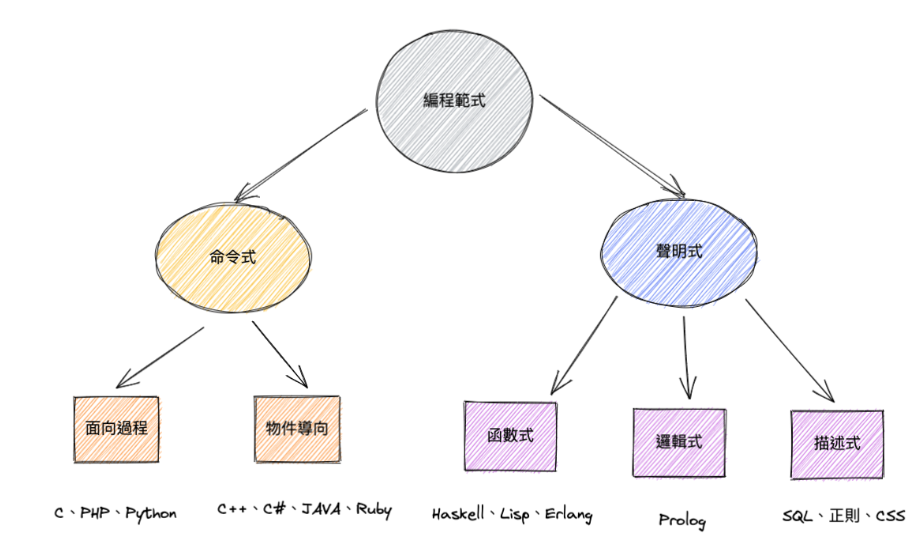 編程範式
命令式
聲明式
面向過程
物件導向
函數式
邏輯式
描述式
C、PHP、Python
C++、C#、JAVA、Ruby
Haskell、Lisp、Erlang
Prolog
SQL、正則、CSS